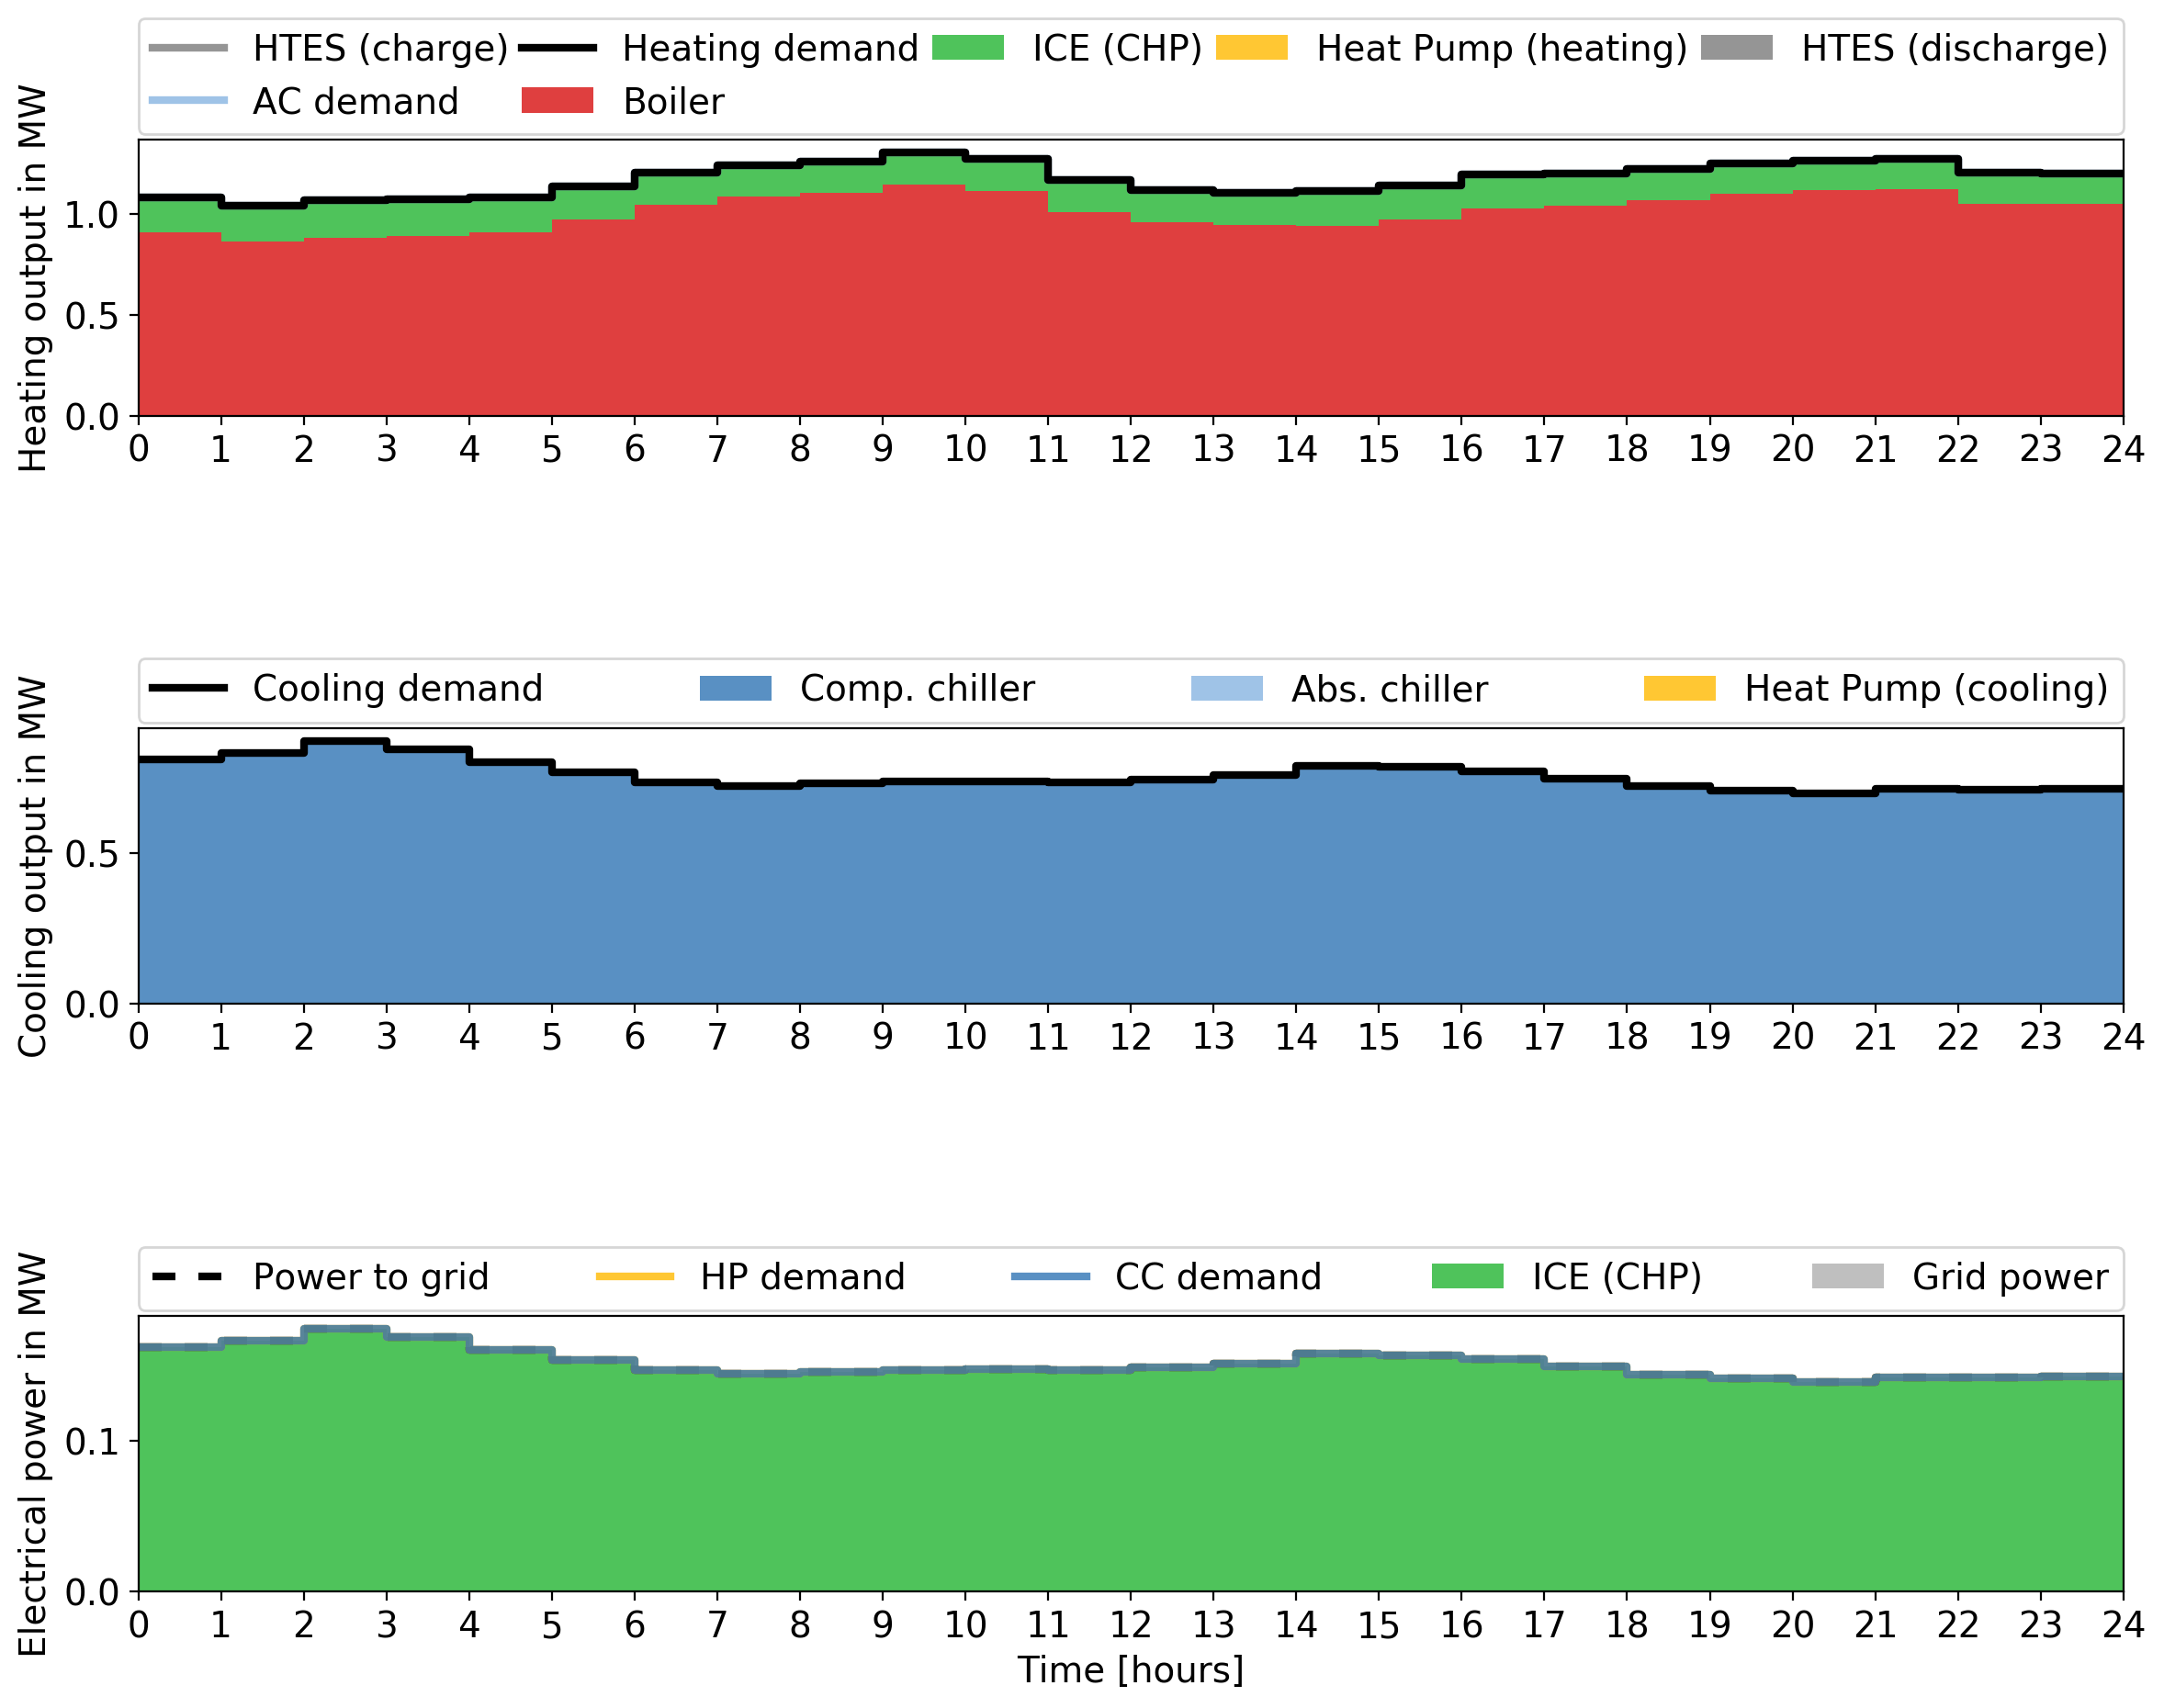 HTES (charge) Heating demand ICE (CHP) Heat Pump (heating) HTES (discharge)
AC demand Boiler
Heating output in MW
1.0
0.5
0.0
0 1 2 3 4 5 6 7 8 9 10 11 12 13 14 15 16 17 18 19 20 21 22 23 24
Cooling demand Comp. chiller Abs. chiller Heat Pump (cooling)
Cooling output in MW
0.5
0.0
0 1 2 3 4 5 6 7 8 9 10 11 12 13 14 15 16 17 18 19 20 21 22 23 24
Power to grid HP demand CC demand ICE (CHP) Grid power
Electrical power in MW
0.1
0.0
0 1 2 3 4 5 6 7 8 9 10 11 12 13 14 15 16 17 18 19 20 21 22 23 24
Time [hours]